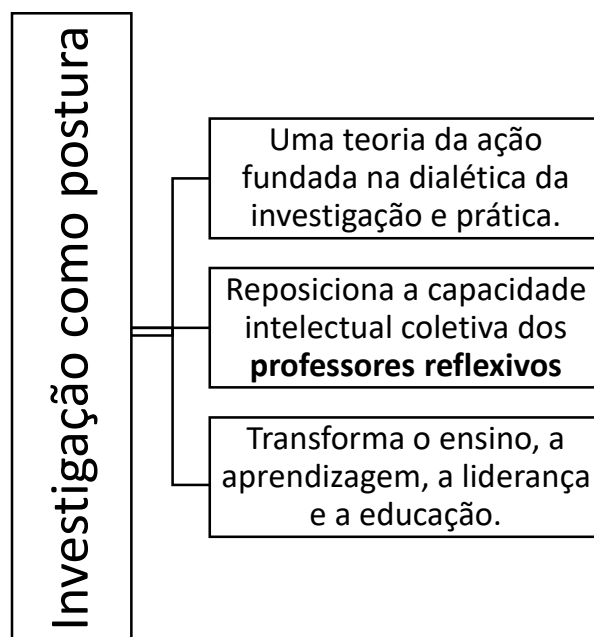 Investigação como postura
Uma teoria da ação
fundada na dialética da
investigação e prática.
Reposiciona a capacidade
intelectual coletiva dos
professores reflexivos
Transforma o ensino, a
aprendizagem, a liderança
e a educação.